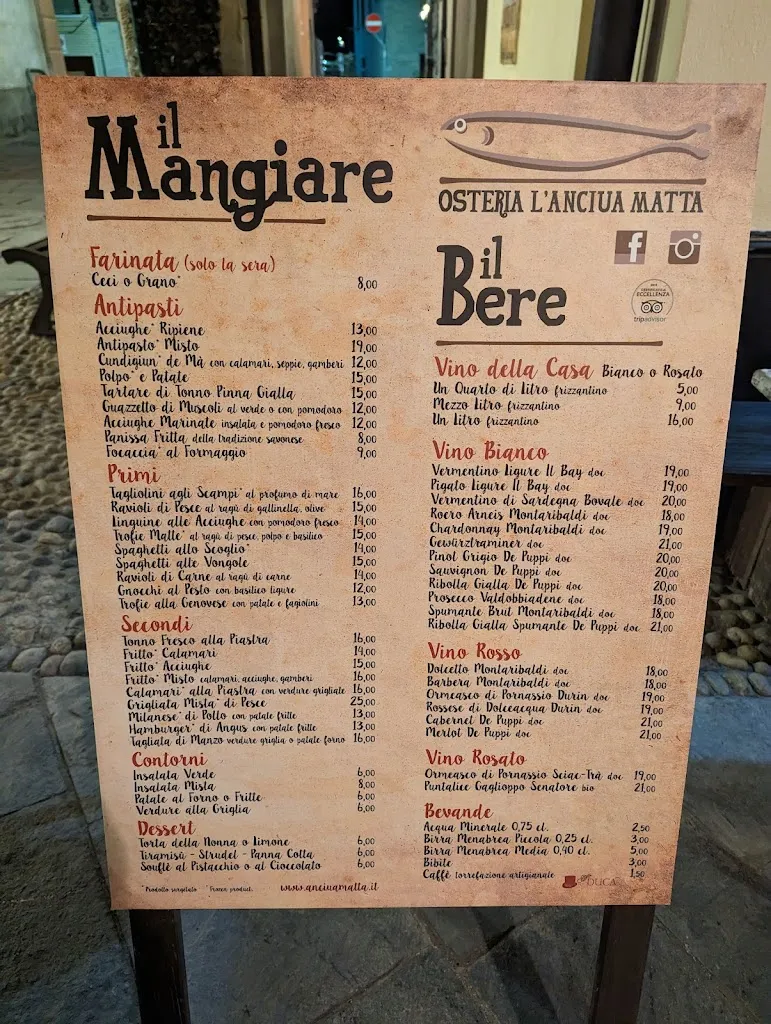 il
Mangiare
Farinata (solo la sera)
Ceci o Grano* 8,00
Antipasti
Acciughe* Ripiene 13,00
Antipasto* Misto 19,00
Cundigiun* de Mà con calamari, seppie, gamberi 12,00
Polpo* e Patate 15,00
Tartare di Tonno Pinna Gialla 15,00
Guazzetto di Muscoli al verde o con pomodoro 12,00
Acciughe Marinate insalata e pomodoro fresco 12,00
Panissa Fritta della tradizione savonese 8,00
Focaccia* al Formaggio 9,00
Primi
Tagliolini agli Scampi* al profumo di mare 16,00
Ravioli di Pesce al ragù di gallinella, olive 15,00
Linguine alle Acciughe con pomodoro fresco 14,00
Trofie Matte* al ragù di pesce, polpo e basilico 15,00
Spaghetti allo Scoglio* 14,00
Spaghetti alle Vongole 15,00
Ravioli di Carne al ragù di carne 14,00
Gnocchi al Pesto con basilico ligure 12,00
Trofie alla Genovese con patate e fagiolini 13,00
Secondi
Tonno Fresco alla Piastra 16,00
Fritto* Calamari 14,00
Fritto* Acciughe 15,00
Fritto* Misto calamari, acciughe, gamberi 16,00
Calamari* alla Piastra con verdure grigliate 16,00
Grigliata Mista* di Pesce 25,00
Milanese* di Pollo con patate fritte 13,00
Hamburger* di Angus con patate fritte 13,00
Tagliata di Manzo verdure griglia o patate forno 16,00
Contorni
Insalata Verde 6,00
Insalata Mista 8,00
Patate al Forno o Fritte 6,00
Verdure alla Griglia 6,00
Dessert
Torta della Nonna o Limone 6,00
Tiramisù - Strudel - Panna Cotta 6,00
Souflè al Pistacchio o al Cioccolato 6,00
*Prodotto surgelato *Frozen product.
www.anciuamatta.it
OSTERIA L'ANCIUA MATTA
f
ECCELLENZA
tripadvisor
il
Bere
Vino della Casa Bianco o Rosato
Un Quarto di litro frizzantino 5,00
Mezzo litro frizzantino 9,00
Un litro frizzantino 16,00
Vino Bianco
Vermentino Ligure Il Bay doc 19,00
Pigato Ligure Il Bay doc 19,00
Vermentino di Sardegna Bovale doc 20,00
Roero Arneis Montaribaldi doc 18,00
Chardonnay Montaribaldi doc 19,00
Gewürztraminer doc 21,00
Pinot Grigio De Puppi doc 20,00
Sauvignon De Puppi doc 20,00
Ribolla Gialla De Puppi doc 20,00
Prosecco Valdobbiadene doc 18,00
Spumante Brut Montaribaldi doc 18,00
Ribolla Gialla Spumante De Puppi doc 21,00
Vino Rosso
Dolcetto Montaribaldi doc 18,00
Barbera Montaribaldi doc 18,00
Ormeasco di Pornassio Durin doc 19,00
Rossese di Dolceacqua Durin doc 19,00
Cabernet De Puppi doc 21,00
Merlot De Puppi doc 21,00
Vino Rosato
Ormeasco di Pornassio Sciac-Trà doc 19,00
Puntalice Gaglioppo Senatore bio 21,00
Bevande
Acqua Minerale 0,75 cl. 2,50
Birra Menabrea Piccola 0,25 cl. 3,00
Birra Menabrea Media 0,40 cl. 5,00
Bibite 3,00
Caffè torrefazione artigianale 1,50
DUCA